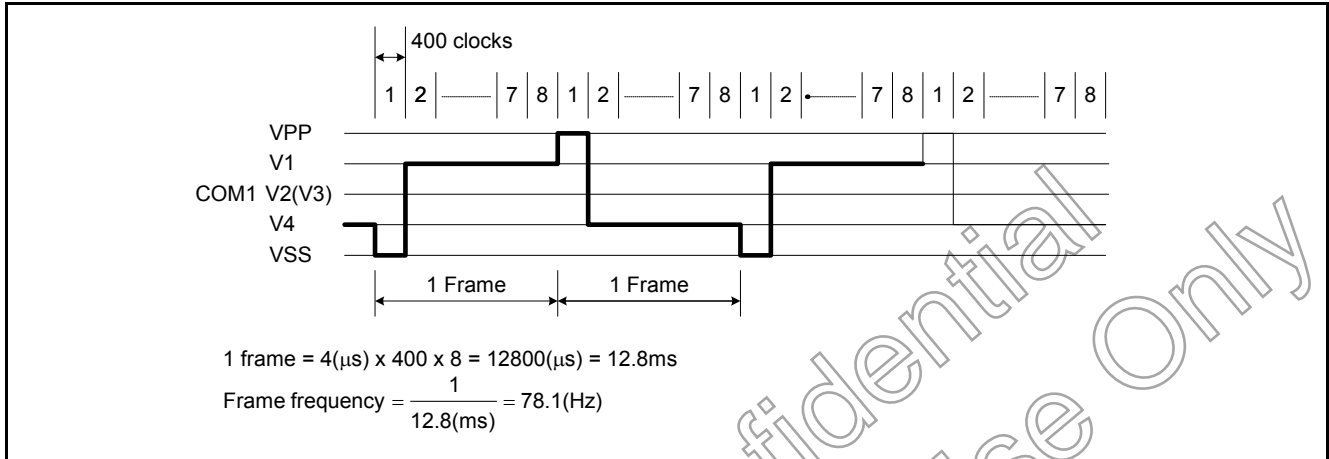 400 clocks
1 2 7 8 1 2 7 8 1 2 7 8 1 2 7 8
VPP
V1
COM1 V2(V3)
V4
VSS
1 Frame 1 Frame
1 frame = 4(μs) x 400 x 8 = 12800(μs) = 12.8ms
Frame frequency = 1 / 12.8(ms) = 78.1(Hz)
fidential
Only